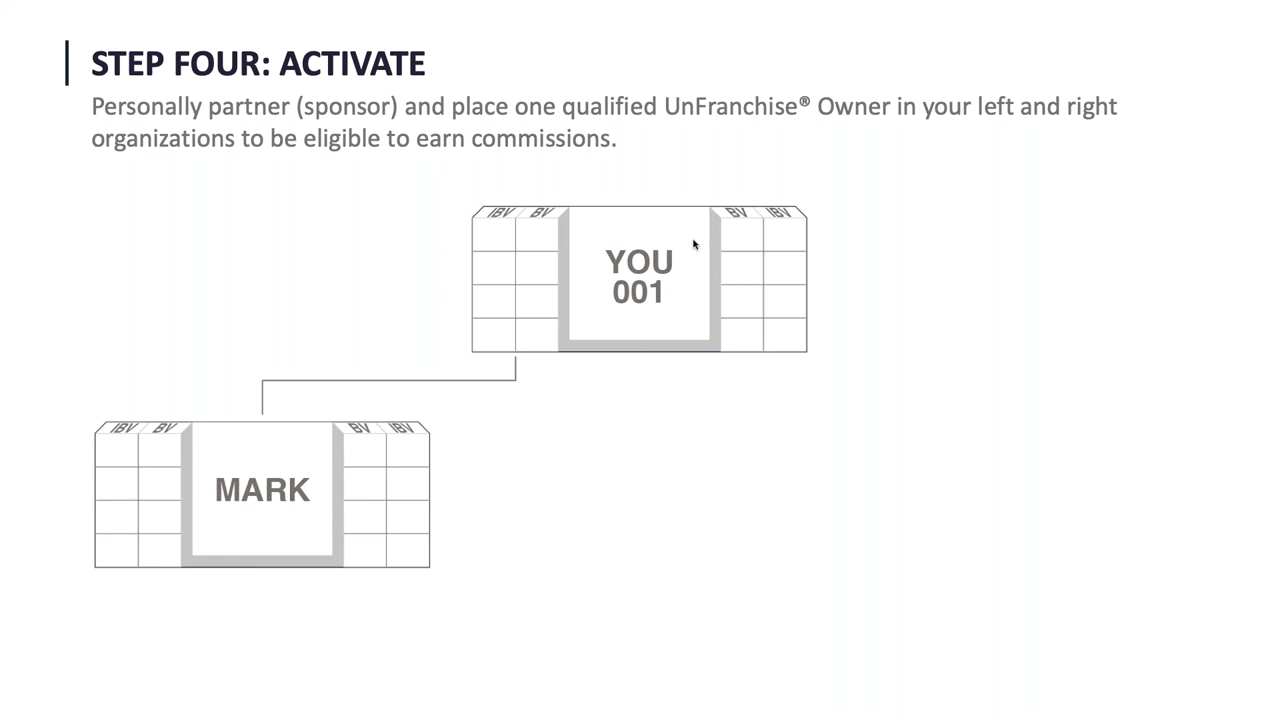 STEP FOUR: ACTIVATE
Personally partner (sponsor) and place one qualified UnFranchise® Owner in your left and right
organizations to be eligible to earn commissions.
IBV BV BV IBV
YOU
001
IBV BV BV IBV
MARK